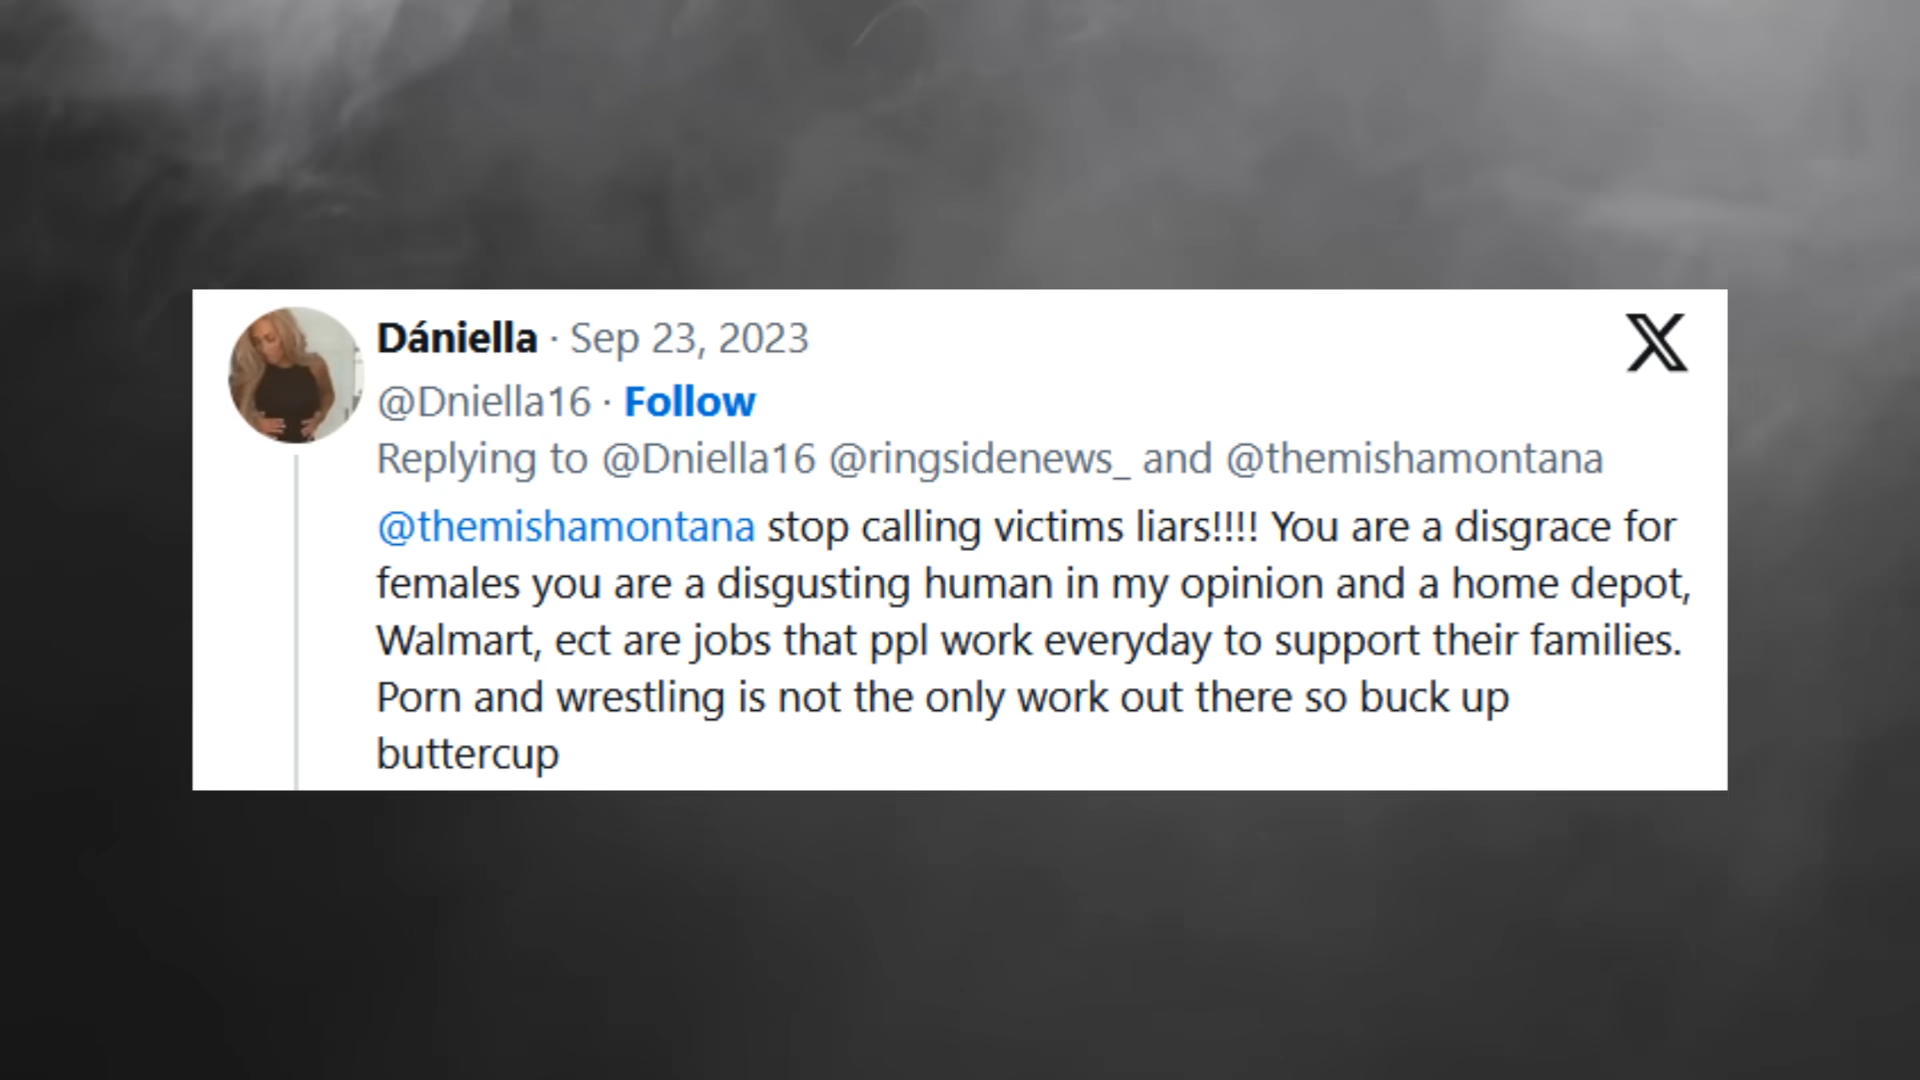 Dániella · Sep 23, 2023
@Dniella16 · Follow
Replying to @Dniella16 @ringsidenews_ and @themishamontana
@themishamontana stop calling victims liars!!!! You are a disgrace for
females you are a disgusting human in my opinion and a home depot,
Walmart, ect are jobs that ppl work everyday to support their families.
Porn and wrestling is not the only work out there so buck up
buttercup